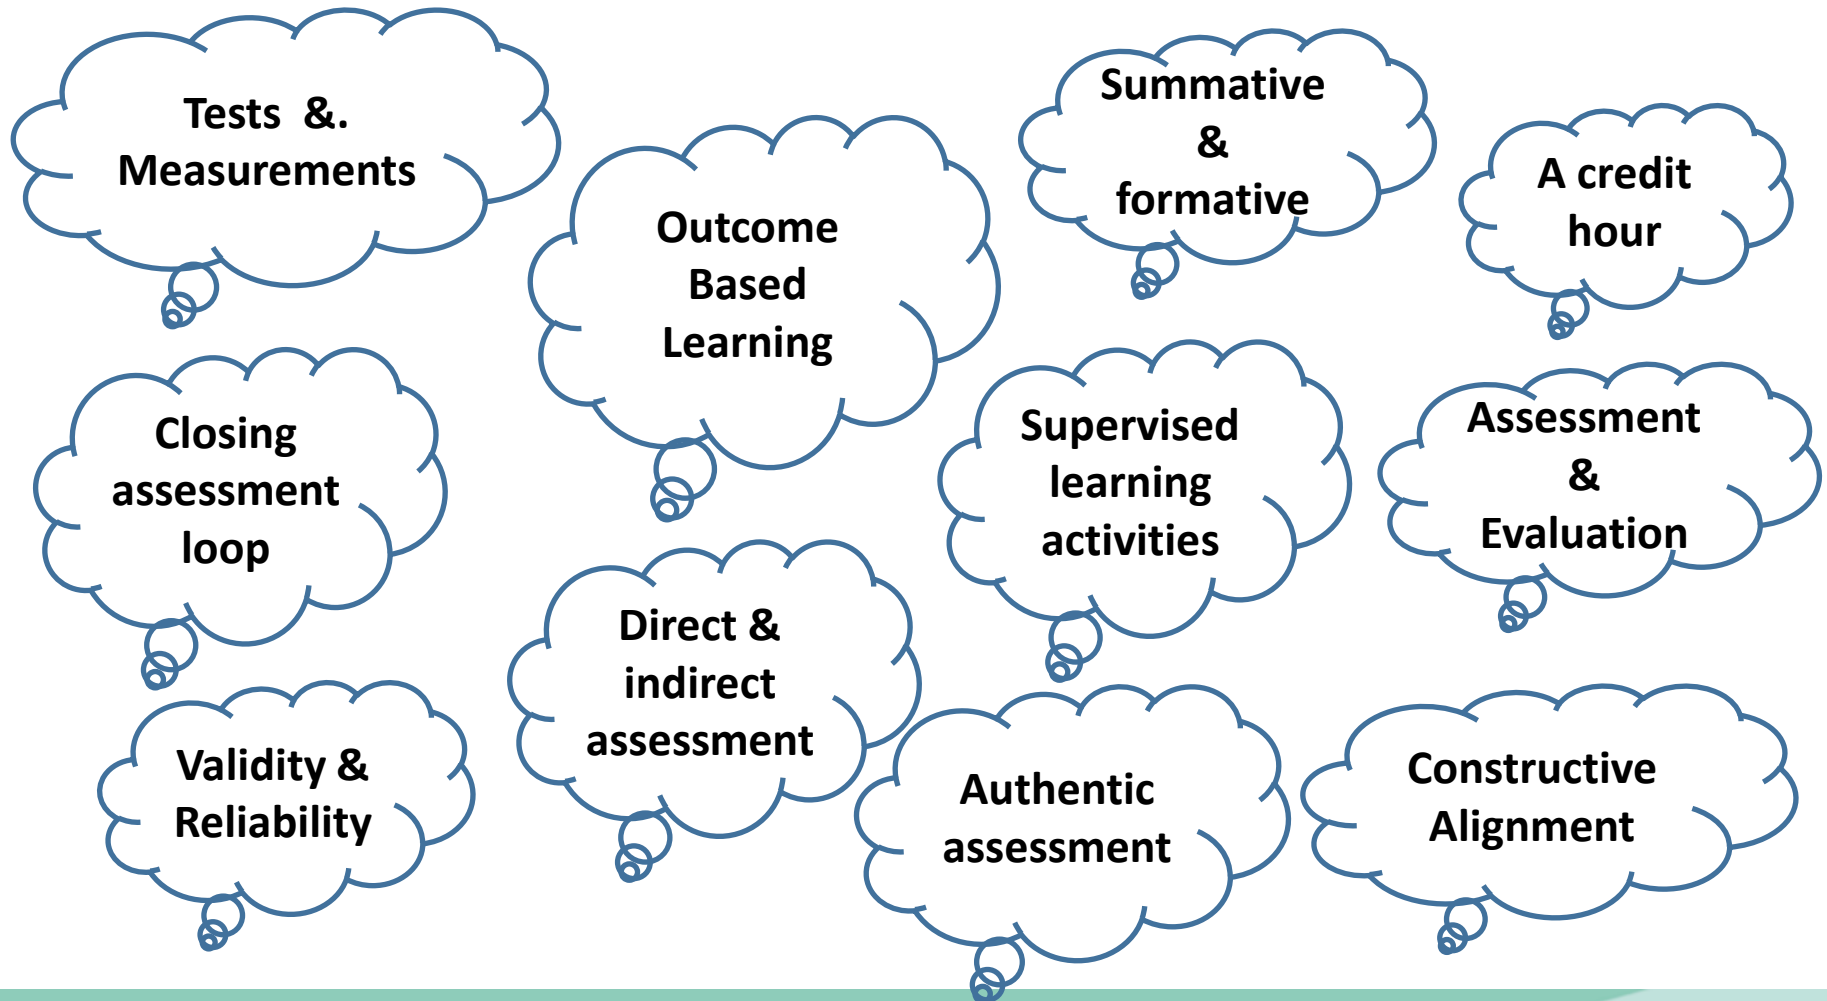 Tests &.
Measurements
Outcome
Based
Learning
Summative
&
formative
A credit
hour
Closing
assessment
loop
Supervised
learning
activities
Assessment
&
Evaluation
Direct &
indirect
assessment
Validity &
Reliability
Authentic
assessment
Constructive
Alignment